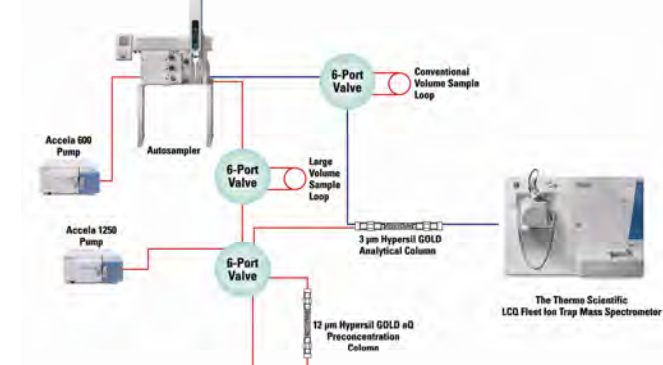 6-Port
Valve
Conventional
Volume Sample
Loop
Accela 600
Pump
Autosampler
6-Port
Valve
Large
Volume
Sample
Loop
Accela 1250
Pump
6-Port
Valve
3 µm Hypersil GOLD
Analytical Column
12 µm Hypersil GOLD aQ
Preconcentration
Column
The Thermo Scientific
LCQ Fleet Ion Trap Mass Spectrometer